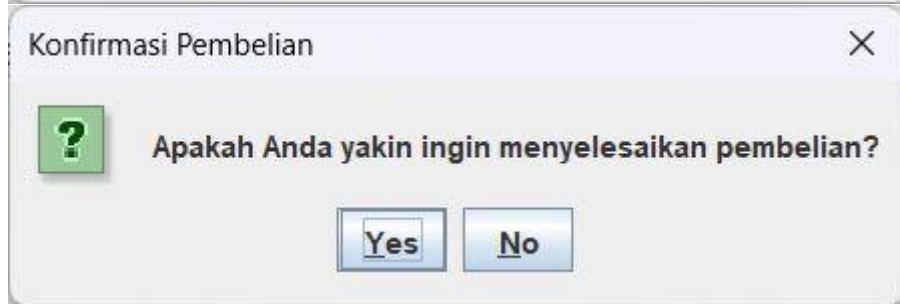 Konfirmasi Pembelian
Apakah Anda yakin ingin menyelesaikan pembelian?
Yes
No